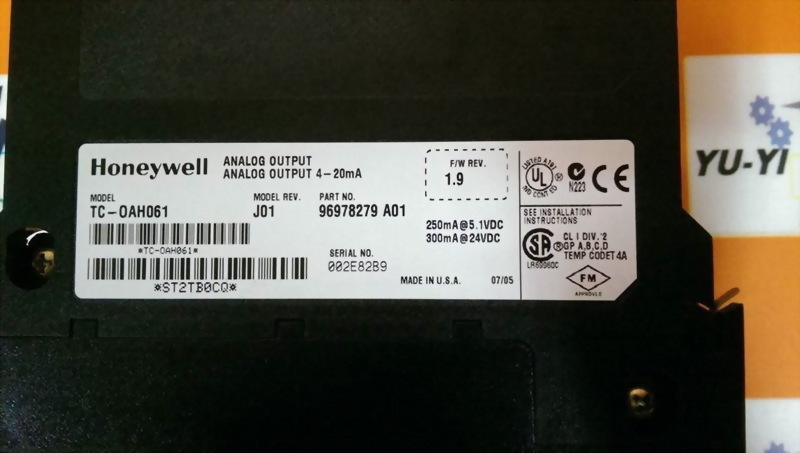 Honeywell
ANALOG OUTPUT
ANALOG OUTPUT 4-20mA
F/W REV.
1.9
MODEL
TC-OAH061
MODEL REV.
J01
PART NO.
96978279 A01
*TC-OAH061*
*ST2TB0CQ*
SERIAL NO.
002E82B9
250mA@5.1VDC
300mA@24VDC
MADE IN U.S.A.
07/05
UL
N223
CE
SEE INSTALLATION
INSTRUCTIONS
CL I DIV. 2
GP A,B,C,D
TEMP CODET4A
FM
APPROVED
YU-YI